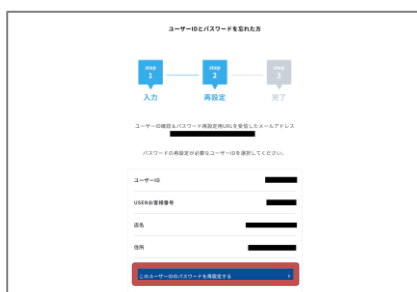 ユーザーIDとパスワードを忘れた方
step
1
step
2
step
3
入力
再設定
完了
ユーザーID確認&パスワード再設定用URLを受信したメールアドレス
パスワードの再設定が必要なユーザーIDを選択してください。
ユーザーID
USENお客様番号
店名
住所
このユーザーIDのパスワードを再設定する